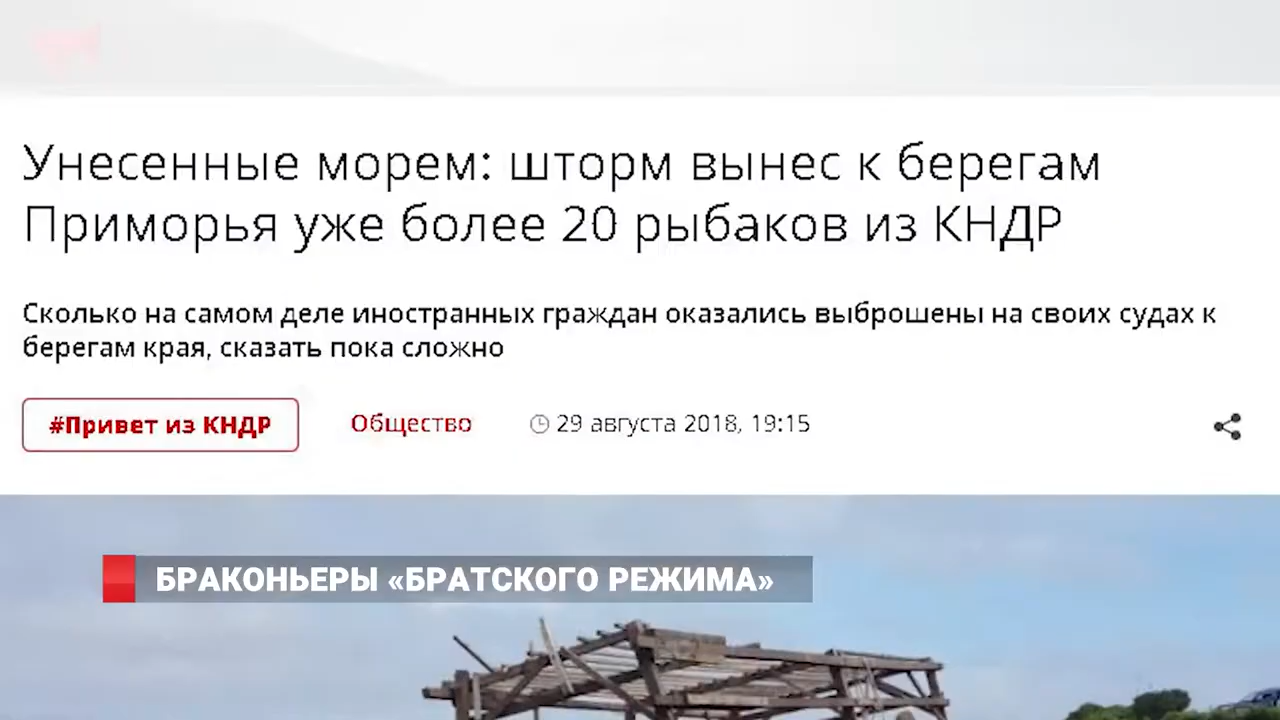 Унесенные морем: шторм вынес к берегам
Приморья уже более 20 рыбаков из КНДР
Сколько на самом деле иностранных граждан оказались выброшены на своих судах к
берегам края, сказать пока сложно
#Привет из КНДР Общество 29 августа 2018, 19:15
БРАКОНЬЕРЫ «БРАТСКОГО РЕЖИМА»